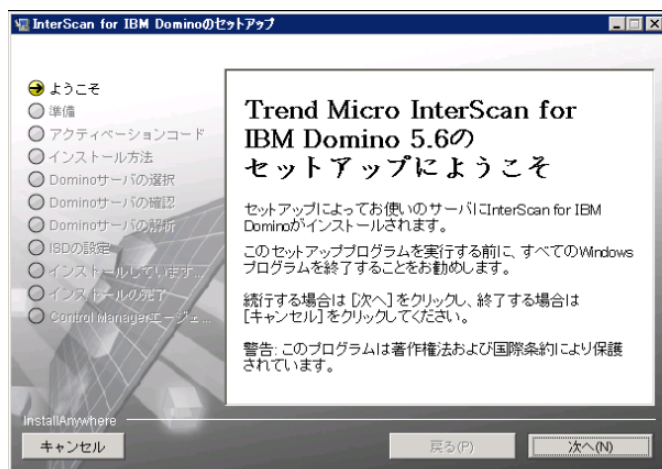 InterScan for IBM Dominoのセットアップ
ようこそ
準備
アクティベーションコード
インストール方法
Dominoサーバの選択
Dominoサーバの確認
Dominoサーバの解析
ISDの設定
インストールしています...
インストールの完了
Control Managerエージェ...
Trend Micro InterScan for
IBM Domino 5.6の
セットアップにようこそ
セットアップによってお使いのサーバにInterScan for IBM
Dominoがインストールされます。
このセットアッププログラムを実行する前に、すべてのWindows
プログラムを終了することをお勧めします。
続行する場合は [次へ] をクリックし、終了する場合は
[キャンセル] をクリックしてください。
警告: このプログラムは著作権法および国際条約により保護
されています。
InstallAnywhere
キャンセル
戻る(P)
次へ(N)